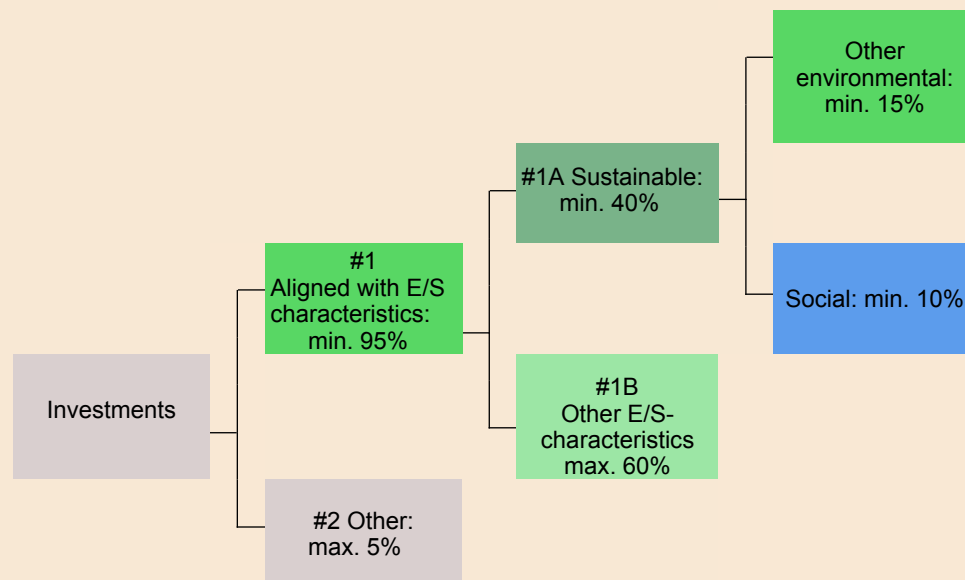 Investments
#1
Aligned with E/S
characteristics:
min. 95%
#2 Other:
max. 5%
#1A Sustainable:
min. 40%
#1B
Other E/S-
characteristics
max. 60%
Other
environmental:
min. 15%
Social: min. 10%